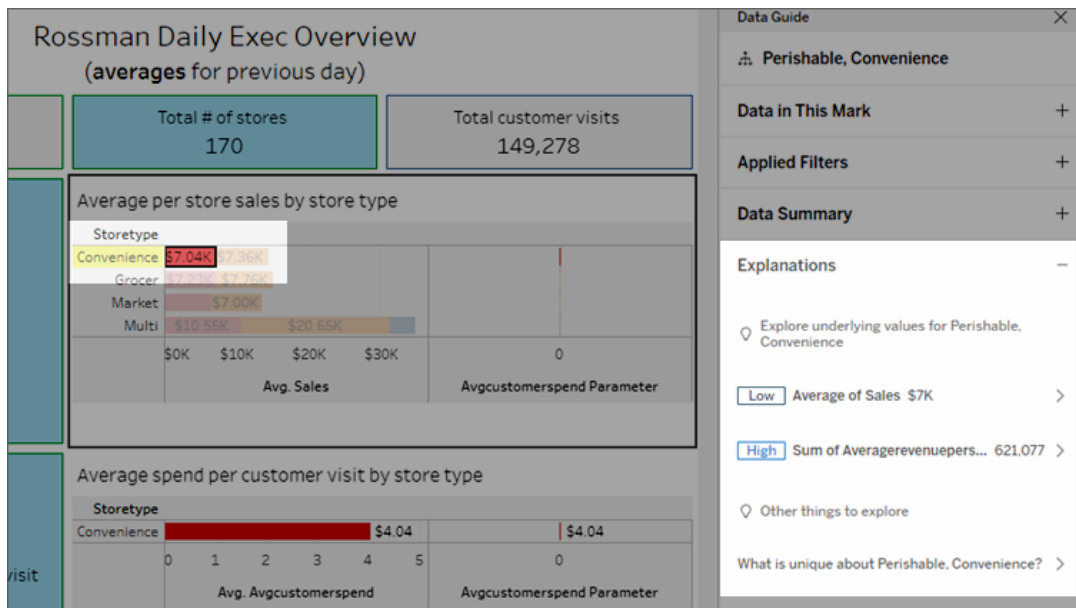 Rossman Daily Exec Overview
(averages for previous day)
Total # of stores
170
Total customer visits
149,278
Average per store sales by store type
Storetype
Convenience $7.04K $7.36K
Grocer $7.23K $7.76K
Market $7.00K
Multi $10.55K $20.65K
$0K $10K $20K $30K 0
Avg. Sales Avgcustomerspend Parameter
Average spend per customer visit by store type
Storetype
Convenience $4.04 $4.04
0 1 2 3 4 5 0
Avg. Avgcustomerspend Avgcustomerspend Parameter
visit
Data Guide
Perishable, Convenience
Data in This Mark +
Applied Filters +
Data Summary +
Explanations −
Explore underlying values for Perishable,
Convenience
Low Average of Sales $7K
High Sum of Averagerevenuepers... 621,077
Other things to explore
What is unique about Perishable, Convenience?